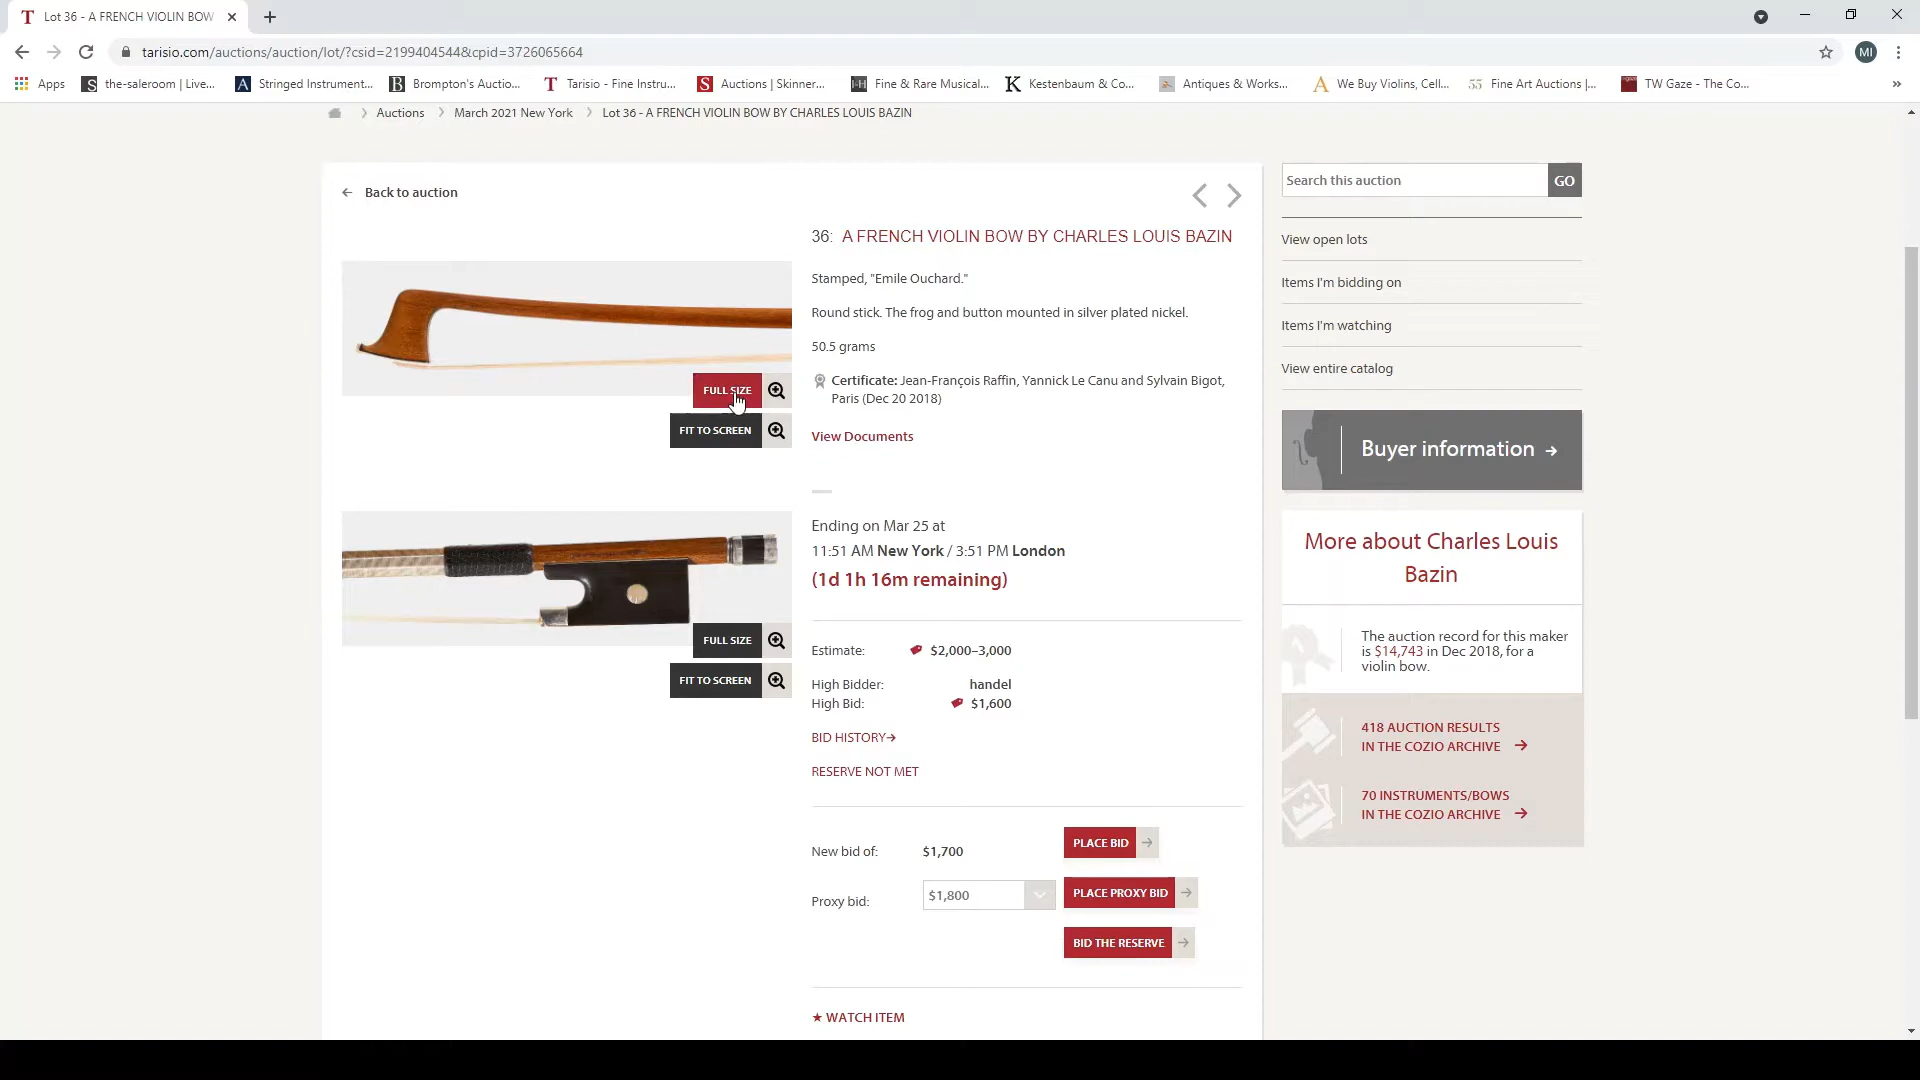 Lot 36 - A FRENCH VIOLIN BOW
tarisio.com/auctions/auction/lot/?csid=2199404544&cpid=3726065664
MI
Apps
the-saleroom | Live...
Stringed Instrument...
Brompton's Auctio...
Tarisio - Fine Instru...
Auctions | Skinner...
Fine & Rare Musical...
Kestenbaum & Co...
Antiques & Works...
We Buy Violins, Cell...
Fine Art Auctions |...
TW Gaze - The Co...
Auctions
March 2021 New York
Lot 36 - A FRENCH VIOLIN BOW BY CHARLES LOUIS BAZIN
Back to auction
36: A FRENCH VIOLIN BOW BY CHARLES LOUIS BAZIN
Stamped, "Emile Ouchard."
Round stick. The frog and button mounted in silver plated nickel.
50.5 grams
Certificate: Jean-François Raffin, Yannick Le Canu and Sylvain Bigot,
Paris (Dec 20 2018)
View Documents
FULL SIZE
FIT TO SCREEN
FULL SIZE
FIT TO SCREEN
Ending on Mar 25 at
11:51 AM New York / 3:51 PM London
(1d 1h 16m remaining)
Estimate: $2,000–3,000
High Bidder: handel
High Bid: $1,600
BID HISTORY
RESERVE NOT MET
New bid of: $1,700 PLACE BID
Proxy bid: $1,800 PLACE PROXY BID
BID THE RESERVE
★ WATCH ITEM
Search this auction GO
View open lots
Items I'm bidding on
Items I'm watching
View entire catalog
Buyer information
More about Charles Louis
Bazin
The auction record for this maker
is $14,743 in Dec 2018, for a
violin bow.
418 AUCTION RESULTS
IN THE COZIO ARCHIVE
70 INSTRUMENTS/BOWS
IN THE COZIO ARCHIVE